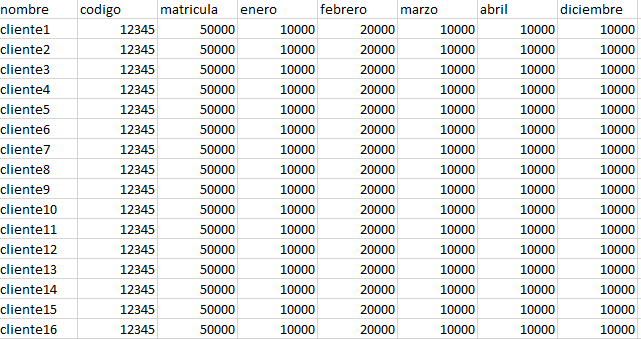 nombre codigo matricula enero febrero marzo abril diciembre
cliente1 12345 50000 10000 20000 10000 10000 10000
cliente2 12345 50000 10000 20000 10000 10000 10000
cliente3 12345 50000 10000 20000 10000 10000 10000
cliente4 12345 50000 10000 20000 10000 10000 10000
cliente5 12345 50000 10000 20000 10000 10000 10000
cliente6 12345 50000 10000 20000 10000 10000 10000
cliente7 12345 50000 10000 20000 10000 10000 10000
cliente8 12345 50000 10000 20000 10000 10000 10000
cliente9 12345 50000 10000 20000 10000 10000 10000
cliente10 12345 50000 10000 20000 10000 10000 10000
cliente11 12345 50000 10000 20000 10000 10000 10000
cliente12 12345 50000 10000 20000 10000 10000 10000
cliente13 12345 50000 10000 20000 10000 10000 10000
cliente14 12345 50000 10000 20000 10000 10000 10000
cliente15 12345 50000 10000 20000 10000 10000 10000
cliente16 12345 50000 10000 20000 10000 10000 10000